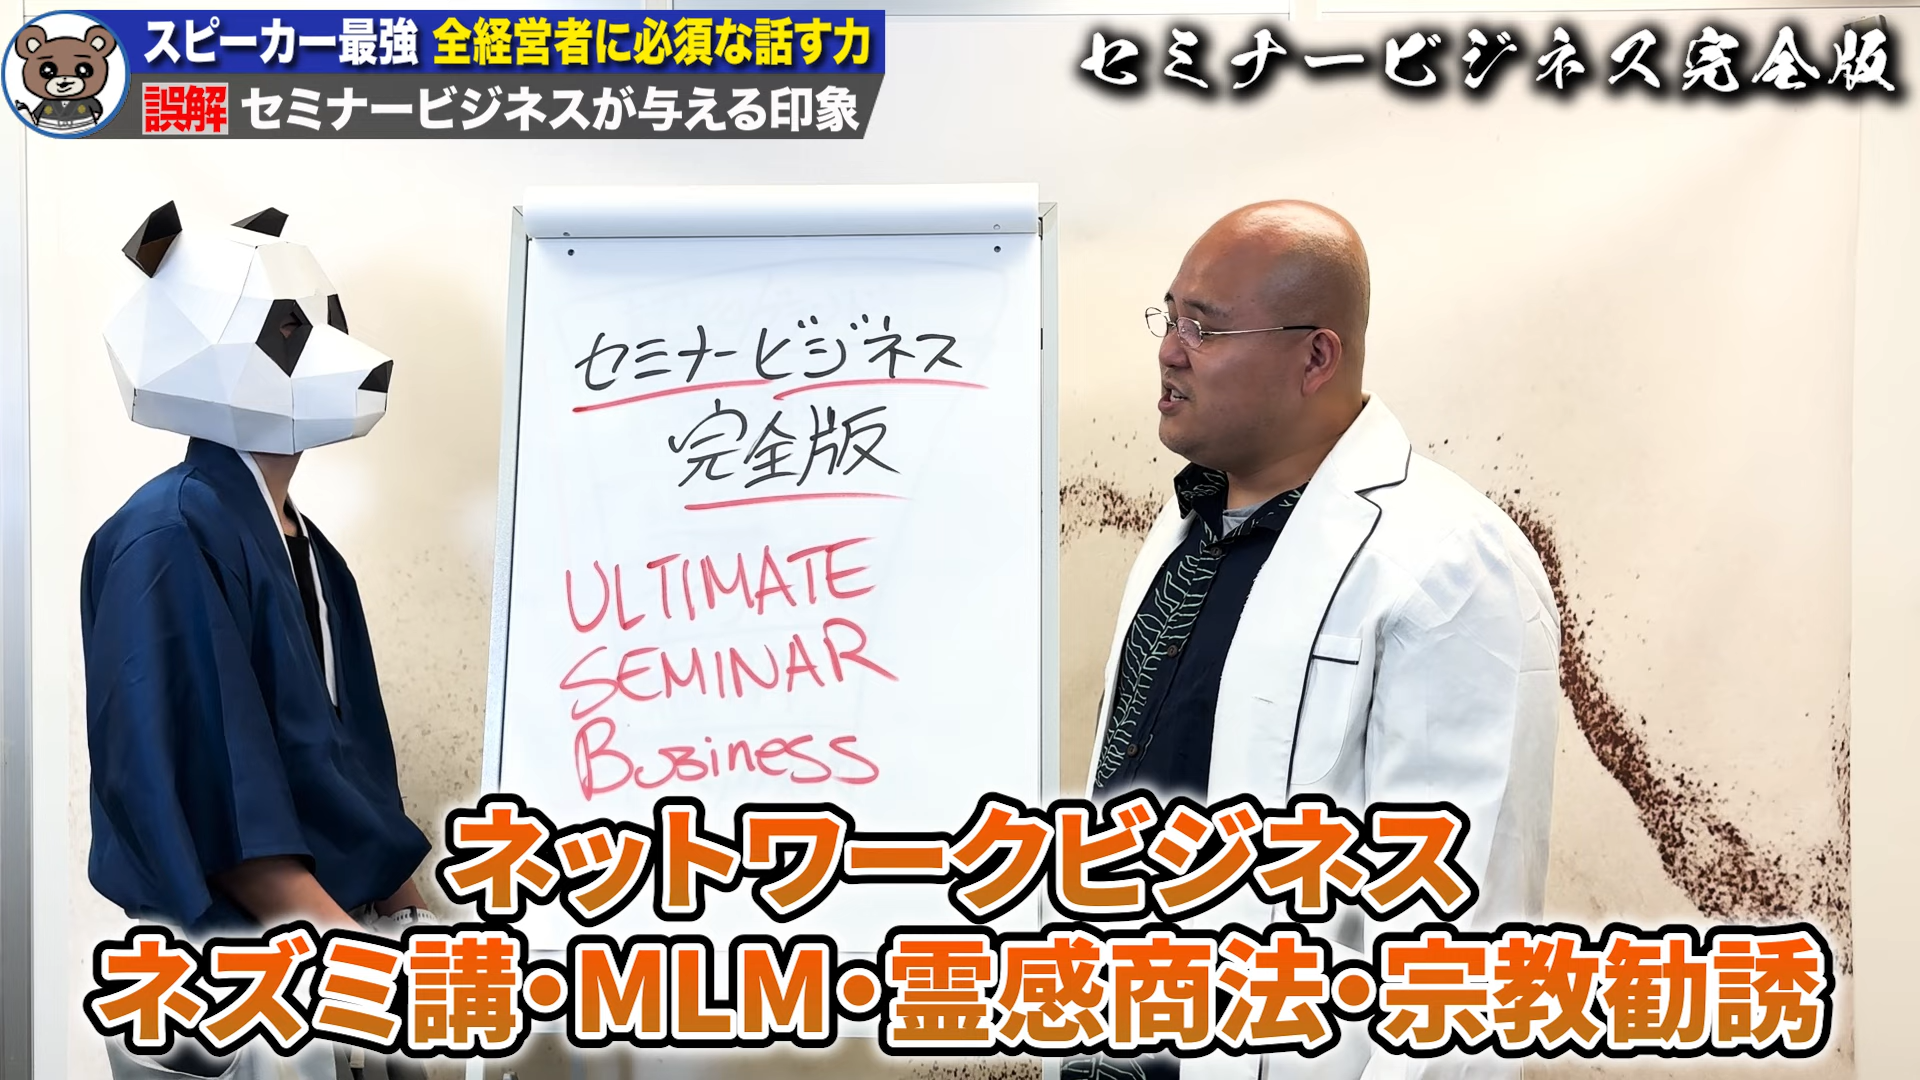 スピーカー最強 全経営者に必須な話す力
誤解 セミナービジネスが与える印象
セミナービジネス完全版
セミナービジネス
完全版
ULTIMATE
SEMINAR
Business
ネットワークビジネス
ネズミ講・MLM・霊感商法・宗教勧誘